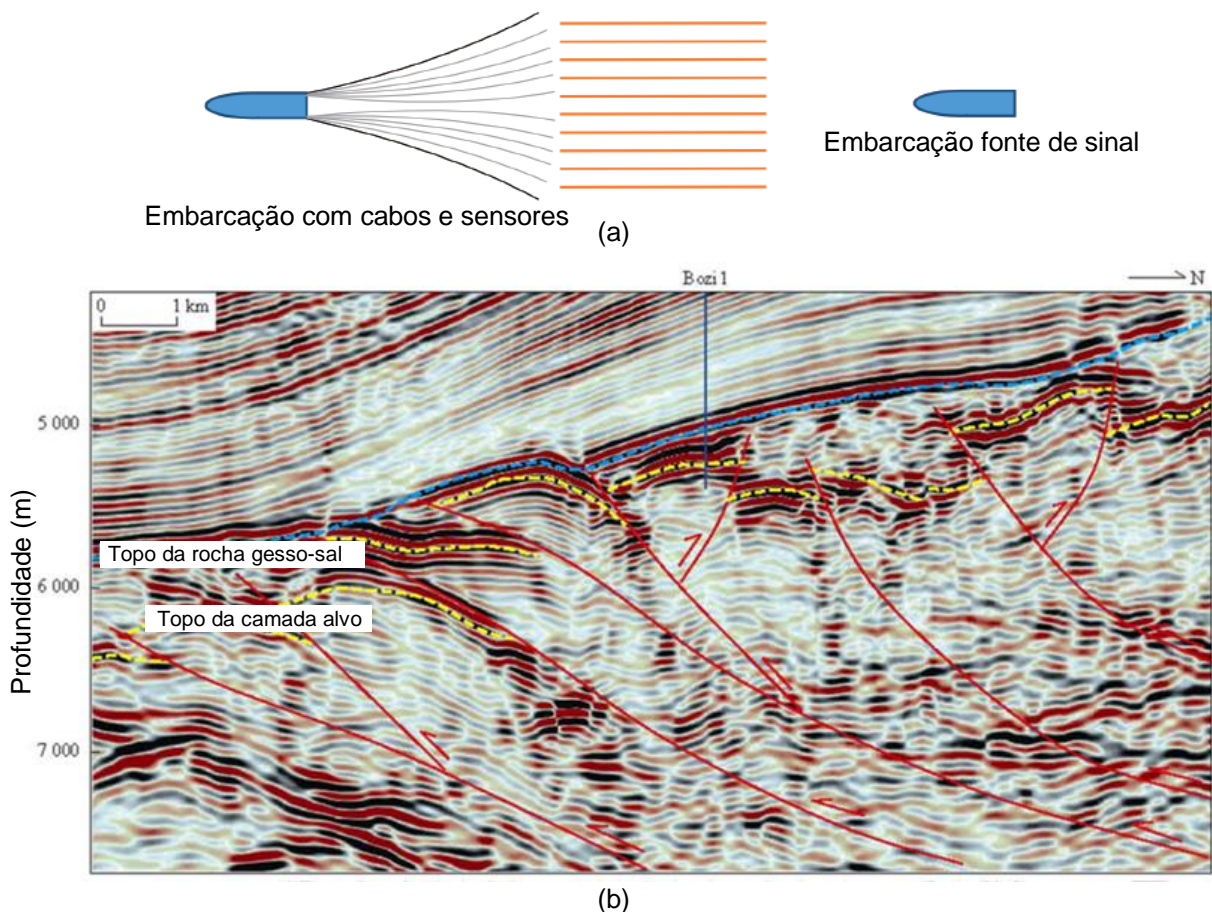 Embarcação fonte de sinal
Embarcação com cabos e sensores
(a)
Bozi 1
N
0 1 km
5 000
Topo da rocha gesso-sal
6 000
Topo da camada alvo
Profundidade (m)
7 000
(b)